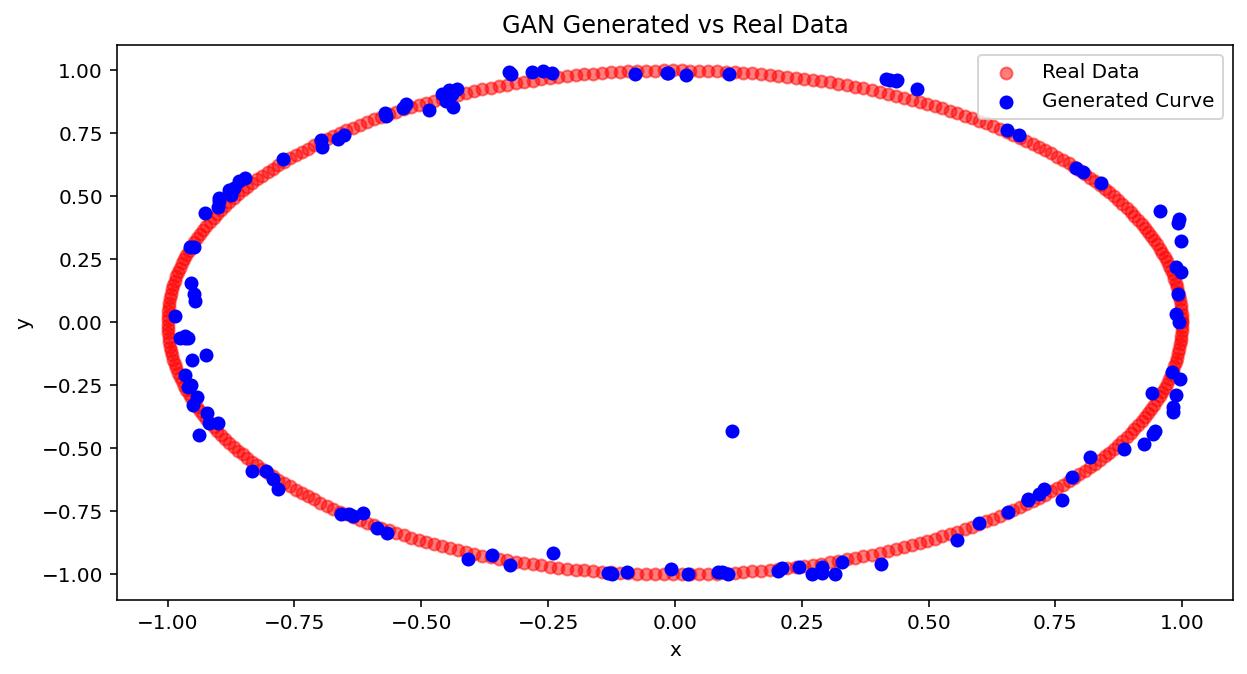 GAN Generated vs Real Data
Real Data
Generated Curve
1.00
0.75
0.50
0.25
0.00
−0.25
−0.50
−0.75
−1.00
y
−1.00 −0.75 −0.50 −0.25 0.00 0.25 0.50 0.75 1.00
x